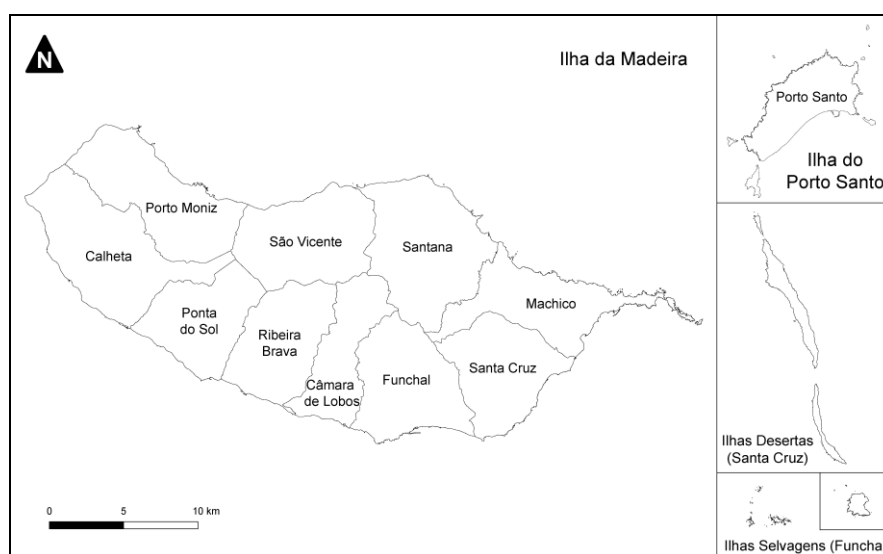 N
Ilha da Madeira
Porto Moniz
Calheta
São Vicente
Santana
Machico
Ponta
do Sol
Ribeira
Brava
Câmara
de Lobos
Funchal
Santa Cruz
0 5 10 km
Porto Santo
Ilha do
Porto Santo
Ilhas Desertas
(Santa Cruz)
Ilhas Selvagens (Funcha